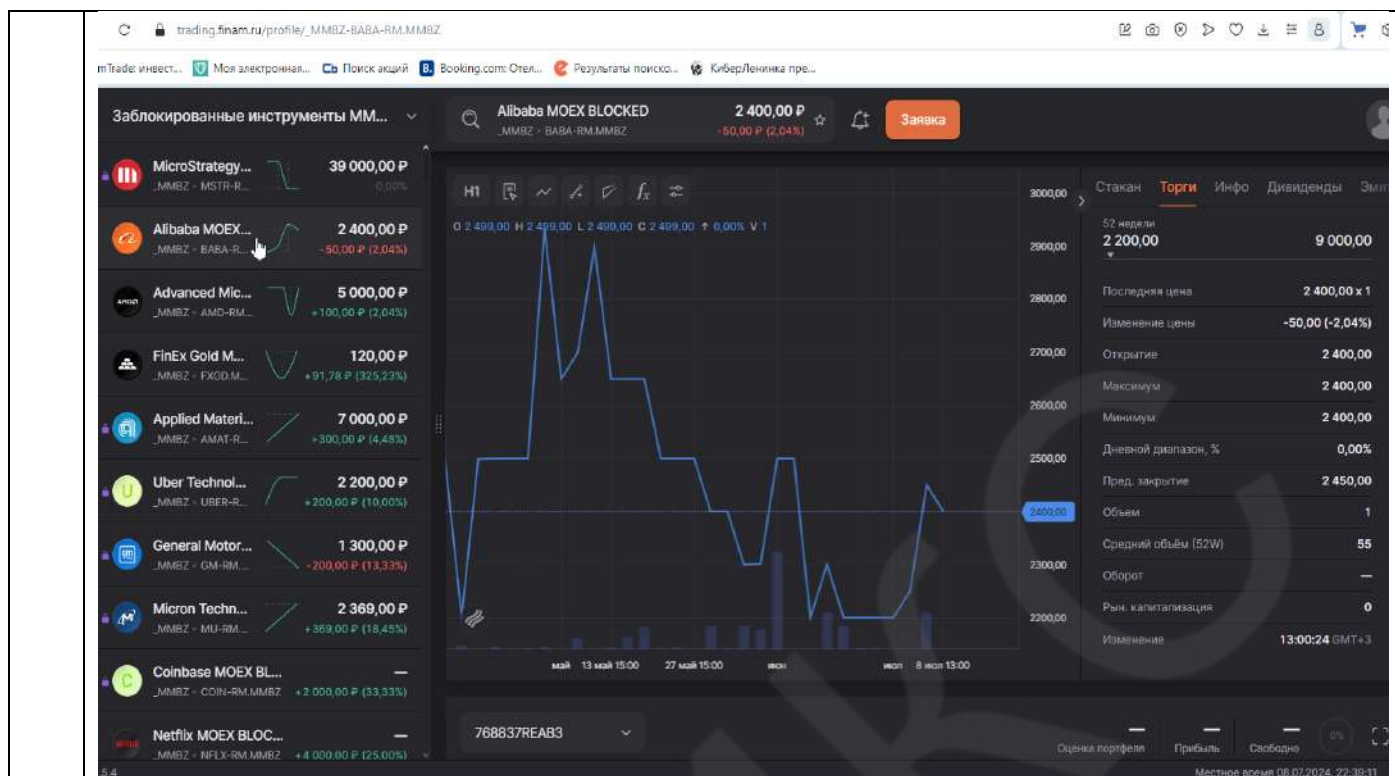 trading.finam.ru/profile/_MMBZ-BABA-RM.MMBZ
mTrade: инвест... Моя электронная... Сb Поиск акций B. Booking.com: Отел... Результаты поиско... КиберЛенинка пре...
Заблокированные инструменты MM...
Alibaba MOEX BLOCKED 2 400,00 ₽ Заявка
_MMBZ • BABA-RM.MMBZ -50,00 ₽ (2,04%)
MicroStrategy... 39 000,00 ₽
_MMBZ • MSTR-R... 0,00%
Alibaba MOEX... 2 400,00 ₽
_MMBZ • BABA-R... -50,00 ₽ (2,04%)
AMD
Advanced Mic... 5 000,00 ₽
_MMBZ • AMD-RM... +100,00 ₽ (2,04%)
FinEx Gold M... 120,00 ₽
_MMBZ • FXGD.M... +91,78 ₽ (325,23%)
Applied Materi... 7 000,00 ₽
_MMBZ • AMAT-R... +300,00 ₽ (4,48%)
U
Uber Technol... 2 200,00 ₽
_MMBZ • UBER-R... +200,00 ₽ (10,00%)
gm
General Motor... 1 300,00 ₽
_MMBZ • GM-RM... -200,00 ₽ (13,33%)
Micron Techn... 2 369,00 ₽
_MMBZ • MU-RM... +369,00 ₽ (18,45%)
C
Coinbase MOEX BL... —
_MMBZ • COIN-RM.MMBZ +2 000,00 ₽ (33,33%)
NETFLIX
Netflix MOEX BLOC... —
_MMBZ • NFLX-RM.MMBZ +4 000,00 ₽ (25,00%)
5.4
H1 fx
O 2 499,00 H 2 499,00 L 2 499,00 C 2 499,00 ↑ 0,00% V 1
3000,00
2900,00
2800,00
2700,00
2600,00
2500,00
2400,00
2300,00
2200,00
май 13 май 15:00 27 май 15:00 июн июл 8 июл 13:00
Стакан Торги Инфо Дивиденды Эмит
52 недели
2 200,00 9 000,00
Последняя цена 2 400,00 x 1
Изменение цены -50,00 (-2,04%)
Открытие 2 400,00
Максимум 2 400,00
Минимум 2 400,00
Дневной диапазон, % 0,00%
Пред. закрытие 2 450,00
Объем 1
Средний объём (52W) 55
Оборот —
Рын. капитализация 0
Изменение 13:00:24 GMT+3
768837REAB3
— — — 0%
Оценка портфеля Прибыль Свободно
Местное время 08.07.2024, 22:39:11